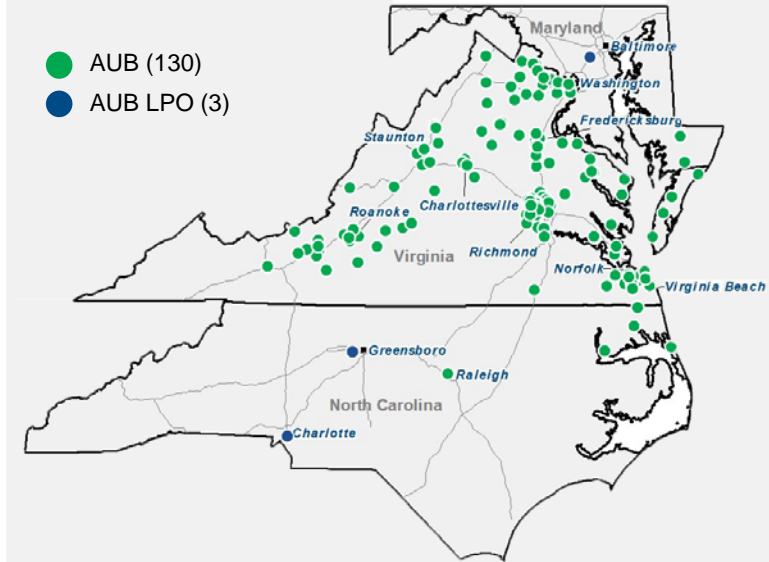 Maryland
Baltimore
AUB (130)
AUB LPO (3)
Washington
Fredericksburg
Staunton
Charlottesville
Roanoke
Richmond
Virginia
Norfolk
Virginia Beach
Greensboro
Raleigh
North Carolina
Charlotte